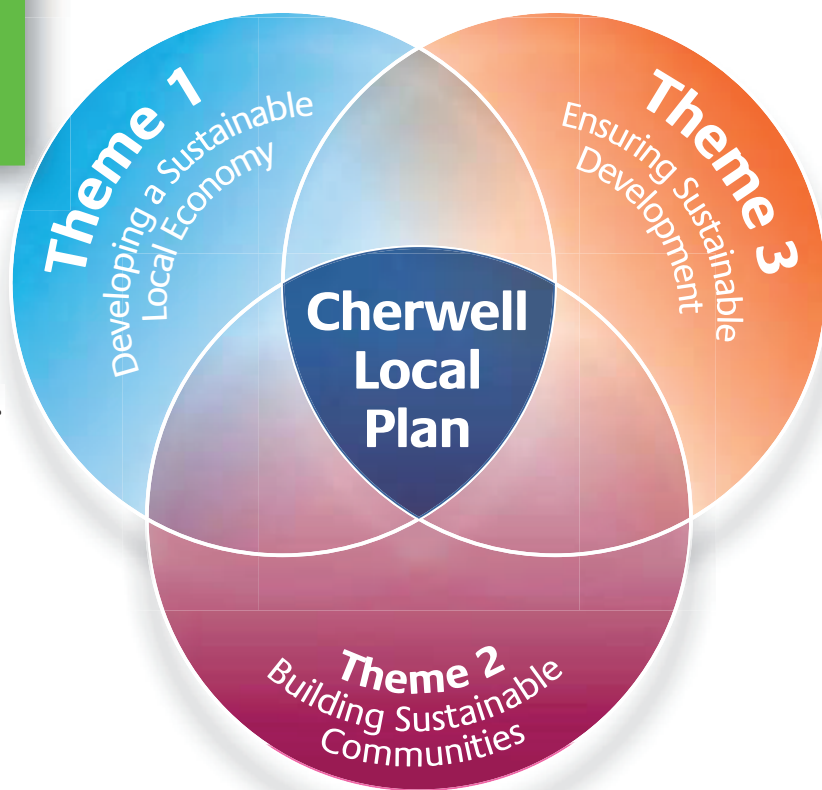 Theme 1
Developing a Sustainable
Local Economy
Theme 3
Ensuring Sustainable
Development
Cherwell
Local
Plan
Theme 2
Building Sustainable
Communities